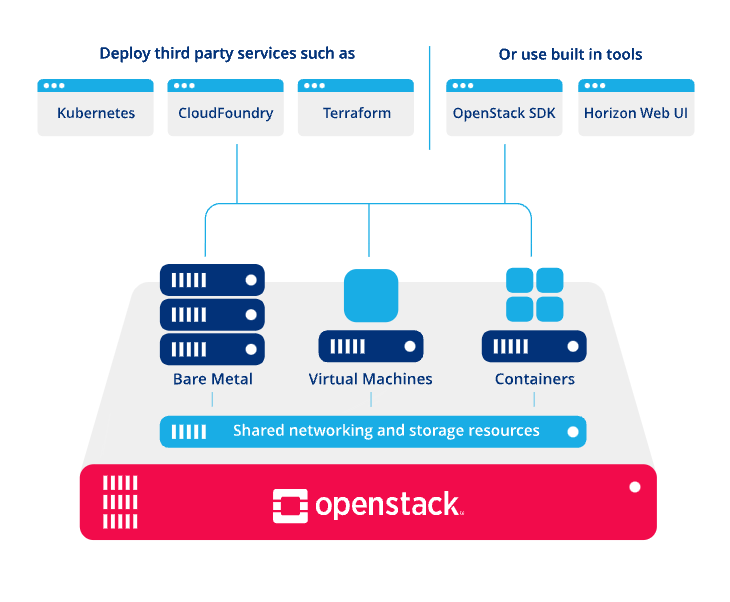 Deploy third party services such as
Or use built in tools
Kubernetes
CloudFoundry
Terraform
OpenStack SDK
Horizon Web UI
Bare Metal
Virtual Machines
Containers
Shared networking and storage resources
openstack